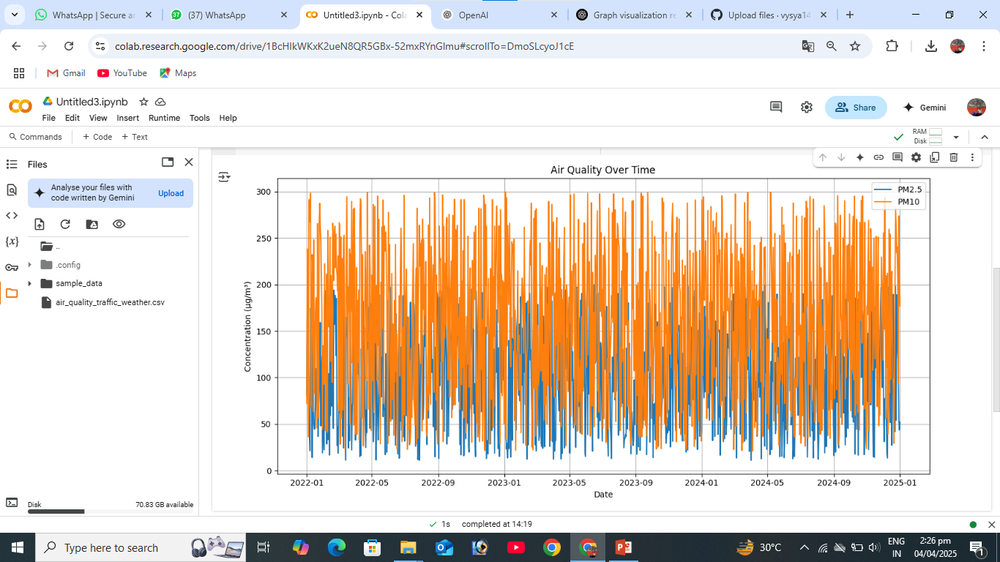 WhatsApp | Secure ar
37
(37) WhatsApp
Untitled3.ipynb - Cola
OpenAI
Graph visualization re
Upload files · vysya14
colab.research.google.com/drive/1BcHIkWKxK2ueN8QR5GBx-52mxRYnGlmu#scrollTo=DmoSLcyoJ1cE
Gmail
YouTube
Maps
Untitled3.ipynb
File Edit View Insert Runtime Tools Help
Share
Gemini
Commands
+ Code + Text
RAM
Disk
Files
Analyse your files with
code written by Gemini
Upload
{x}
..
.config
sample_data
air_quality_traffic_weather.csv
Disk
70.83 GB available
Air Quality Over Time
PM2.5
PM10
Concentration (µg/m³)
300
250
200
150
100
50
0
2022-01 2022-05 2022-09 2023-01 2023-05 2023-09 2024-01 2024-05 2024-09 2025-01
Date
1s completed at 14:19
Type here to search
30°C
ENG
IN
2:26 pm
04/04/2025
1